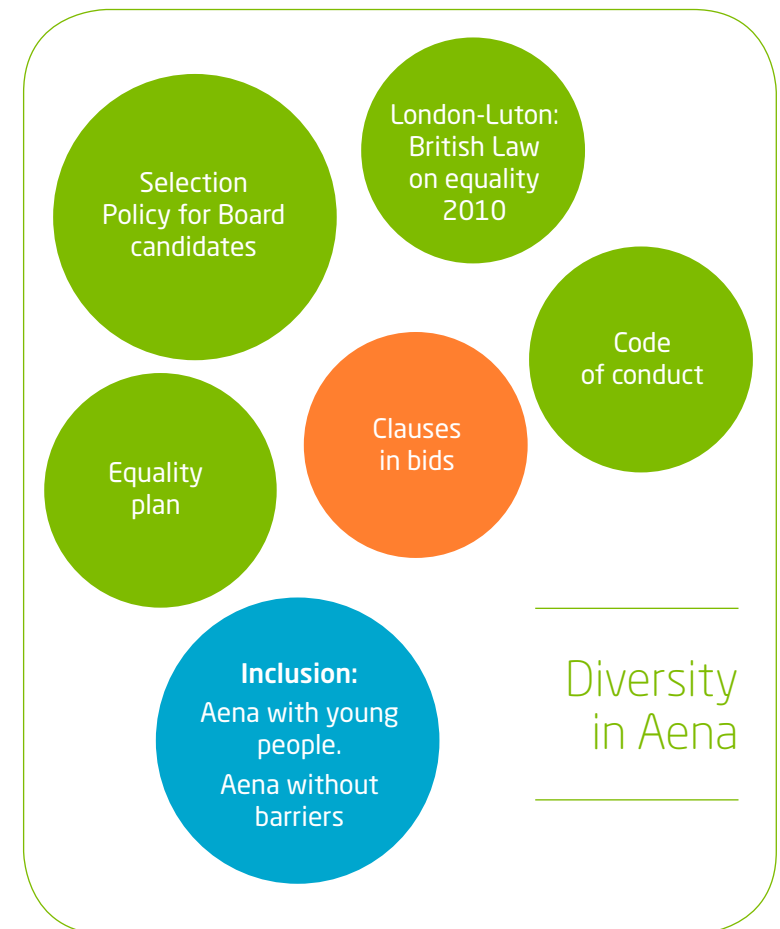 London-Luton:
British Law
on equality
2010
Selection
Policy for Board
candidates
Code
of conduct
Clauses
in bids
Equality
plan
Inclusion:
Aena with young
people.
Aena without
barriers
Diversity
in Aena